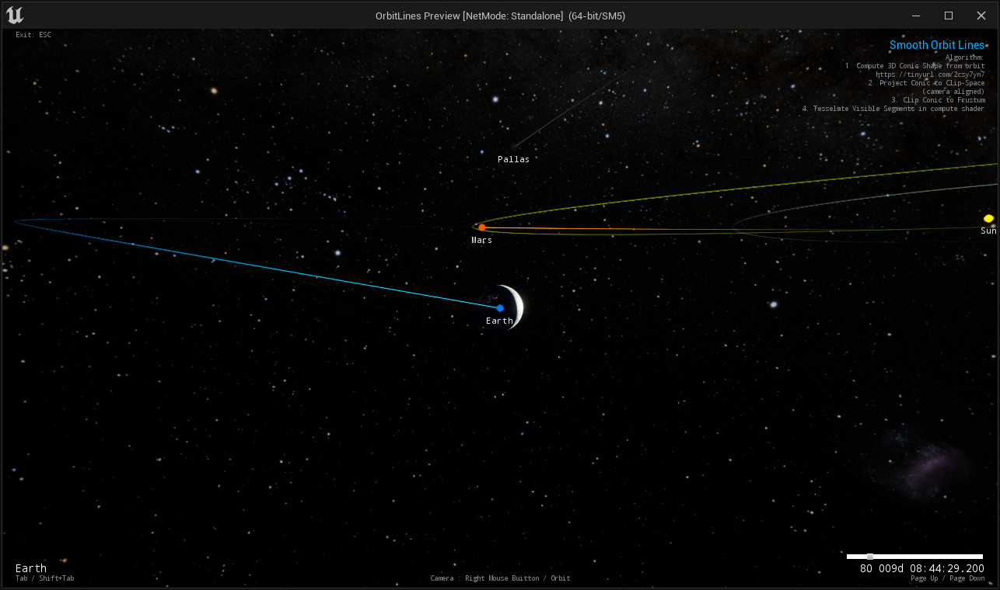 OrbitLines Preview [NetMode: Standalone] (64-bit/SM5)
Exit: ESC
Smooth Orbit Lines
Algorithm:
1 Compute 3D Conic Shape from orbit
https://tinyurl.com/2csy7yn7
2 Project Conic to Clip-Space
(camera aligned)
3. Clip Conic to Frustum
4. Tesselate Visible Segments in compute shader
Pallas
Mars
Sun
Earth
Earth
Tab / Shift+Tab
Camera : Right Mouse Buitton / Orbit
80 009d 08:44:29.200
Page Up / Page Down